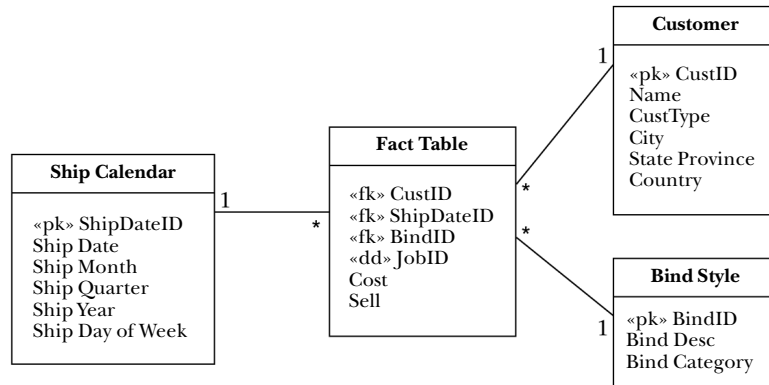 Ship Calendar
«pk» ShipDateID
Ship Date
Ship Month
Ship Quarter
Ship Year
Ship Day of Week
1
*
Fact Table
«fk» CustID
«fk» ShipDateID
«fk» BindID
«dd» JobID
Cost
Sell
*
1
Customer
«pk» CustID
Name
CustType
City
State Province
Country
*
1
Bind Style
«pk» BindID
Bind Desc
Bind Category